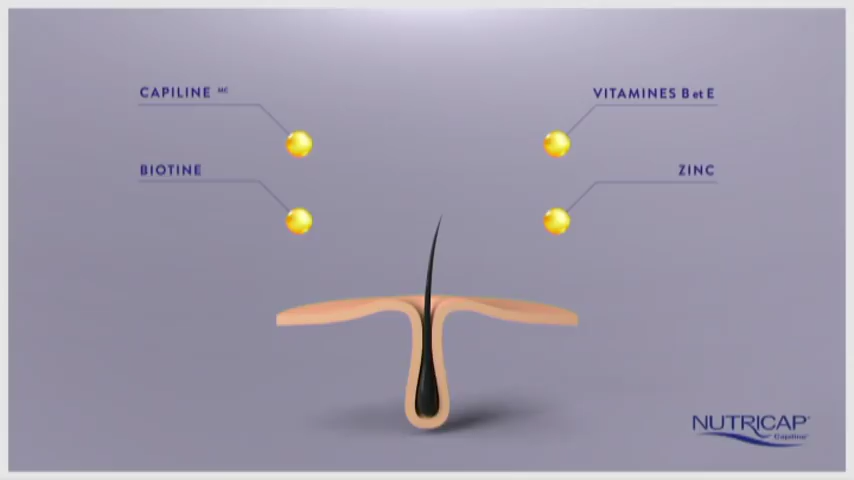 CAPILINE MC
VITAMINES B et E
BIOTINE
ZINC
NUTRICAP
Capiline